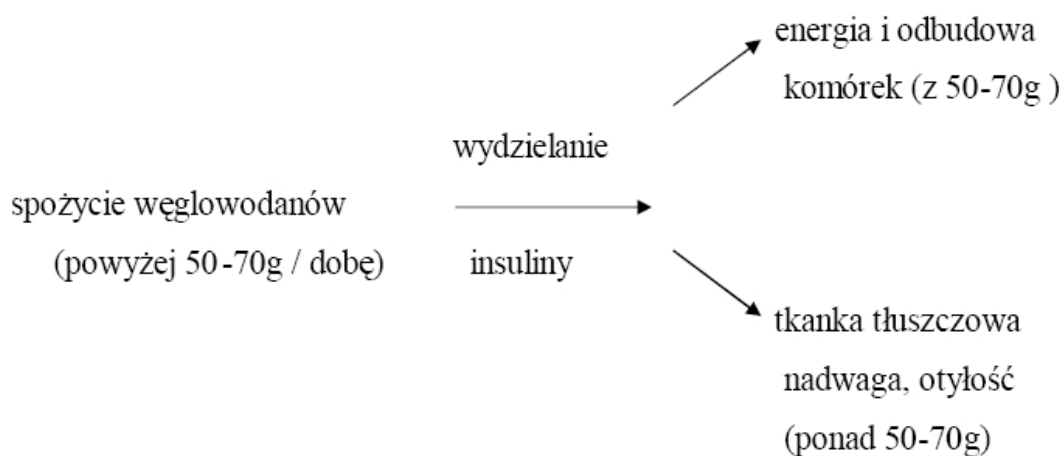 energia i odbudowa
komórek (z 50-70g )
wydzielanie
spożycie węglowodanów
(powyżej 50-70g / dobę)
insuliny
tkanka tłuszczowa
nadwaga, otyłość
(ponad 50-70g)